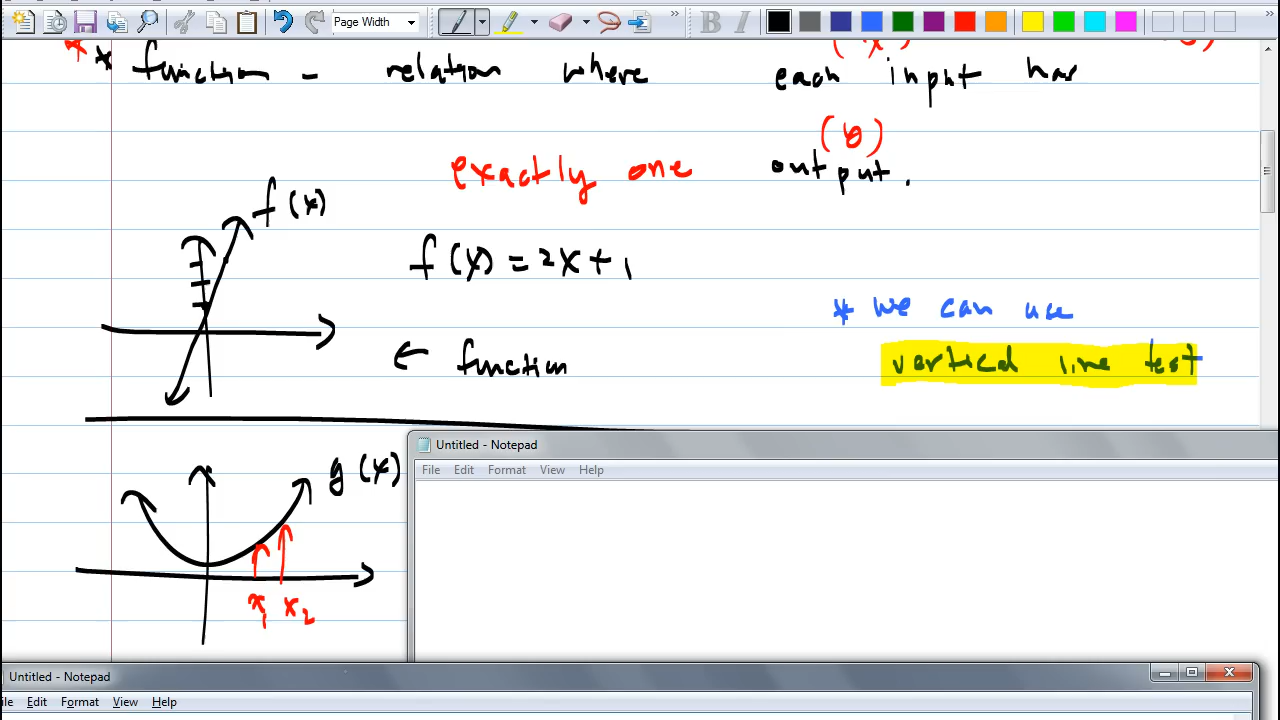 Page Width
B I
(x)
* function - relation where each input has
(y)
exactly one output.
f(x)
f(x) = 2x + 1
* we can use
vertical line test
← function
g(x)
x1 x2
Untitled - Notepad
File Edit Format View Help
Untitled - Notepad
ile Edit Format View Help